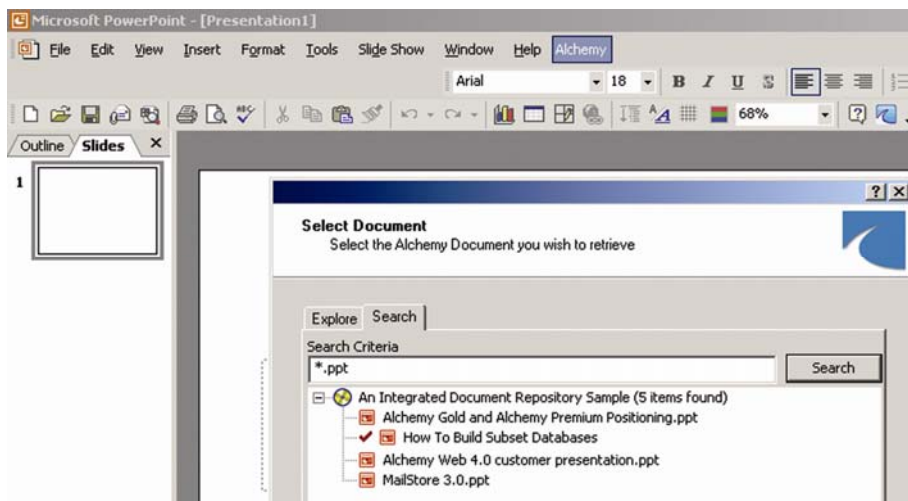 Microsoft PowerPoint - [Presentation1]
File Edit View Insert Format Tools Slide Show Window Help Alchemy
Arial 18 B I U S
ABC 68%
Outline Slides
1
Select Document
Select the Alchemy Document you wish to retrieve
Explore Search
Search Criteria
*.ppt Search
An Integrated Document Repository Sample (5 items found)
Alchemy Gold and Alchemy Premium Positioning.ppt
How To Build Subset Databases
Alchemy Web 4.0 customer presentation.ppt
MailStore 3.0.ppt